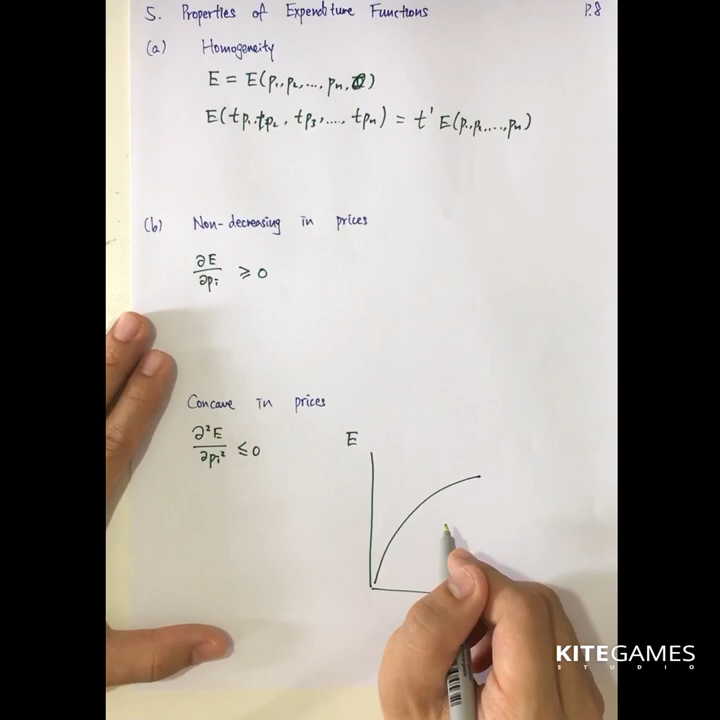 5. Properties of Expenditure Functions P.8
(a) Homogeneity
E = E(p₁, p₂, ..., pₙ, )
E(tp₁, tp₂, tp₃, ...., tpₙ) = t¹ E(p₁, p₂, ...., pₙ)
(b) Non-decreasing in prices
∂E/∂pᵢ ≥ 0
Concave in prices
∂²E/∂pᵢ² ≤ 0
E
KITEGAMES
STUDIO